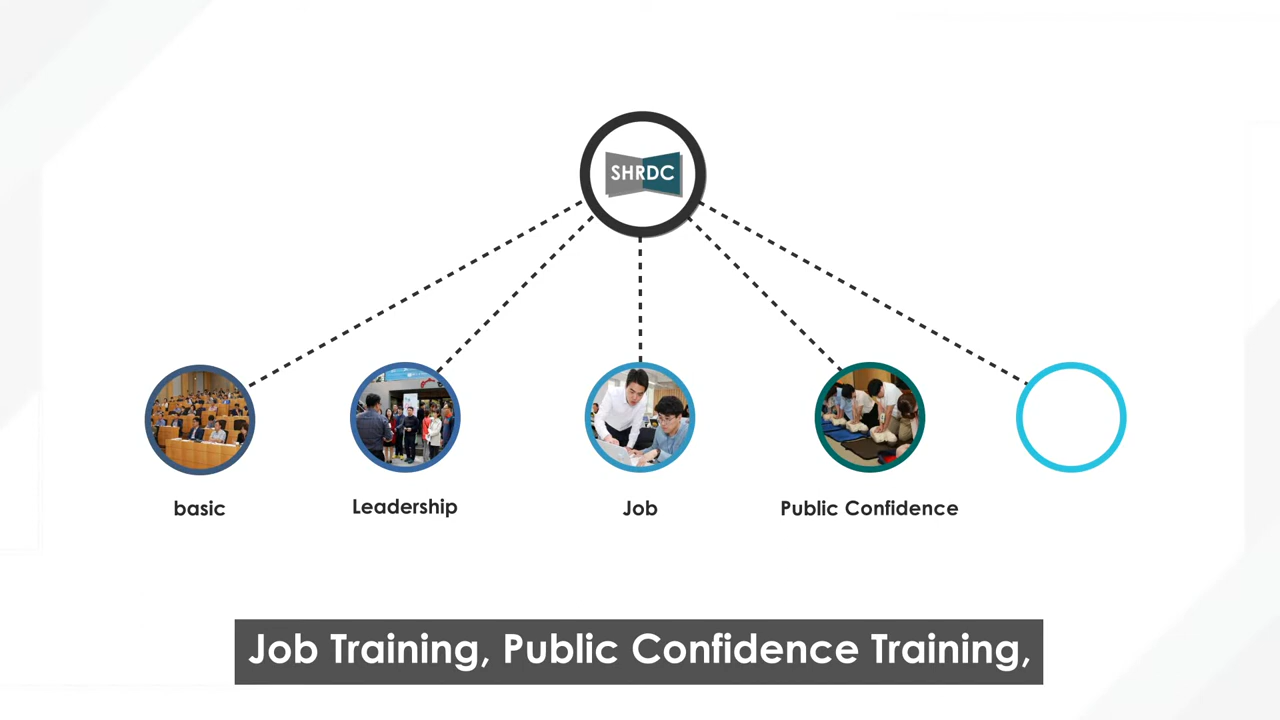 SHRDC
basic
Leadership
Job
Public Confidence
Job Training, Public Confidence Training,